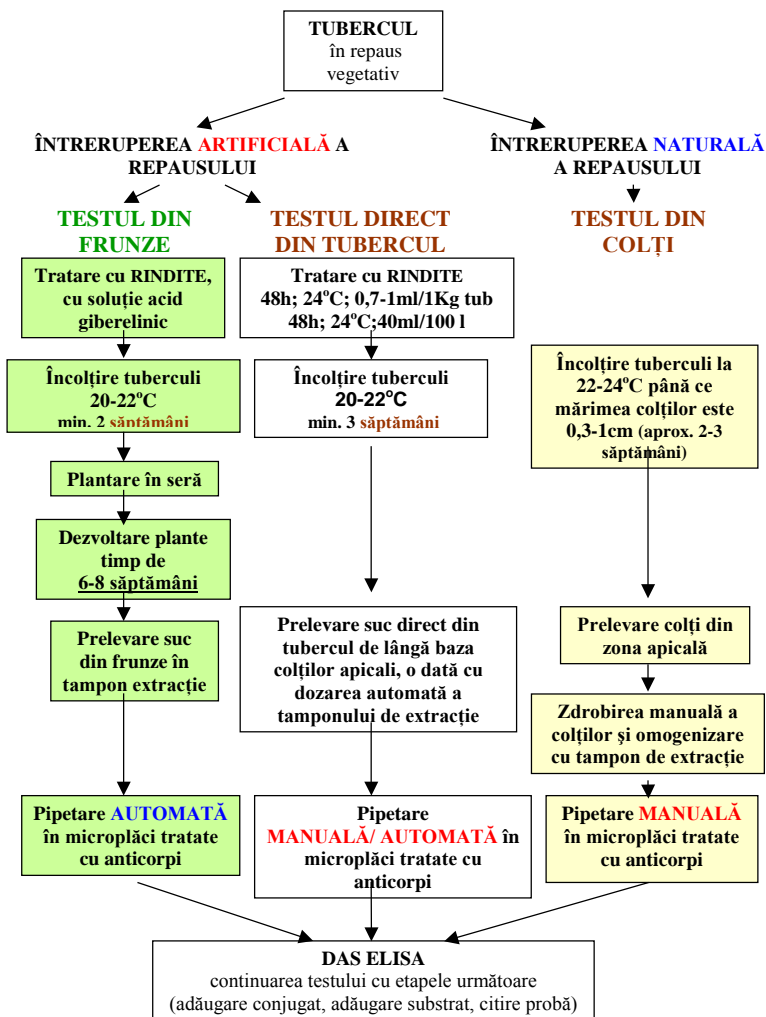 TUBERCUL
în repaus
vegetativ
ÎNTRERUPEREA ARTIFICIALĂ A
REPAUSULUI
ÎNTRERUPEREA NATURALĂ
A REPAUSULUI
TESTUL DIN
FRUNZE
TESTUL DIRECT
DIN TUBERCUL
TESTUL DIN
COLȚI
Tratare cu RINDITE,
cu soluție acid
giberelinic
Tratare cu RINDITE
48h; 24°C; 0,7-1ml/1Kg tub
48h; 24°C;40ml/100 l
Încolțire tuberculi
20-22°C
min. 2 săptămâni
Încolțire tuberculi
20-22°C
min. 3 săptămâni
Încolțire tuberculi la
22-24°C până ce
mărimea colților este
0,3-1cm (aprox. 2-3
săptămâni)
Plantare în seră
Dezvoltare plante
timp de
6-8 săptămâni
Prelevare suc
din frunze în
tampon extracție
Prelevare suc direct din
tubercul de lângă baza
colților apicali, o dată cu
dozarea automată a
tamponului de extracție
Prelevare colți din
zona apicală
Zdrobirea manuală a
colților şi omogenizare
cu tampon de extracție
Pipetare AUTOMATĂ
în microplăci tratate
cu anticorpi
Pipetare
MANUALĂ/ AUTOMATĂ în
microplăci tratate cu
anticorpi
Pipetare MANUALĂ
în microplăci tratate
cu anticorpi
DAS ELISA
continuarea testului cu etapele următoare
(adăugare conjugat, adăugare substrat, citire probă)